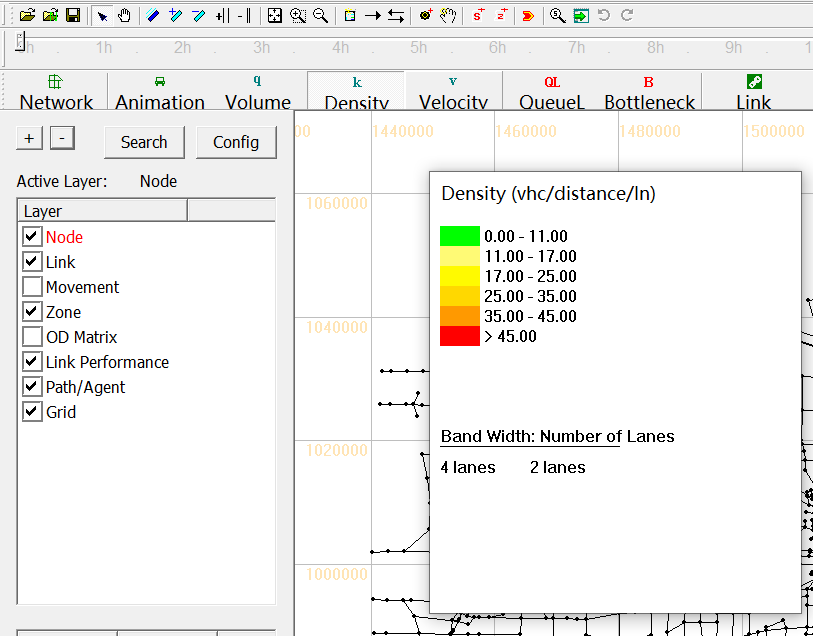 0h 1h 2h 3h 4h 5h 6h 7h 8h 9h
k QL B
q v
Network Animation Volume Density Velocity QueueL Bottleneck Link
+ - Search Config
Active Layer: Node
Layer
Node
Link
Movement
Zone
OD Matrix
Link Performance
Path/Agent
Grid
00 1440000 1460000 1480000 1500000
1060000
1040000
1020000
1000000
Density (vhc/distance/ln)
0.00 - 11.00
11.00 - 17.00
17.00 - 25.00
25.00 - 35.00
35.00 - 45.00
> 45.00
Band Width: Number of Lanes
4 lanes 2 lanes